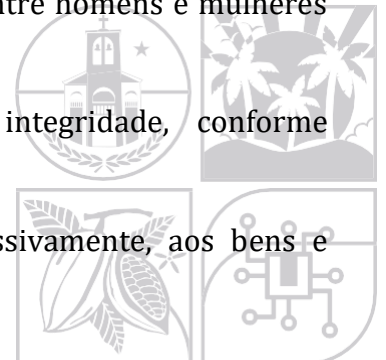 ntre homens e mulheres
integridade, conforme
ssivamente, aos bens e